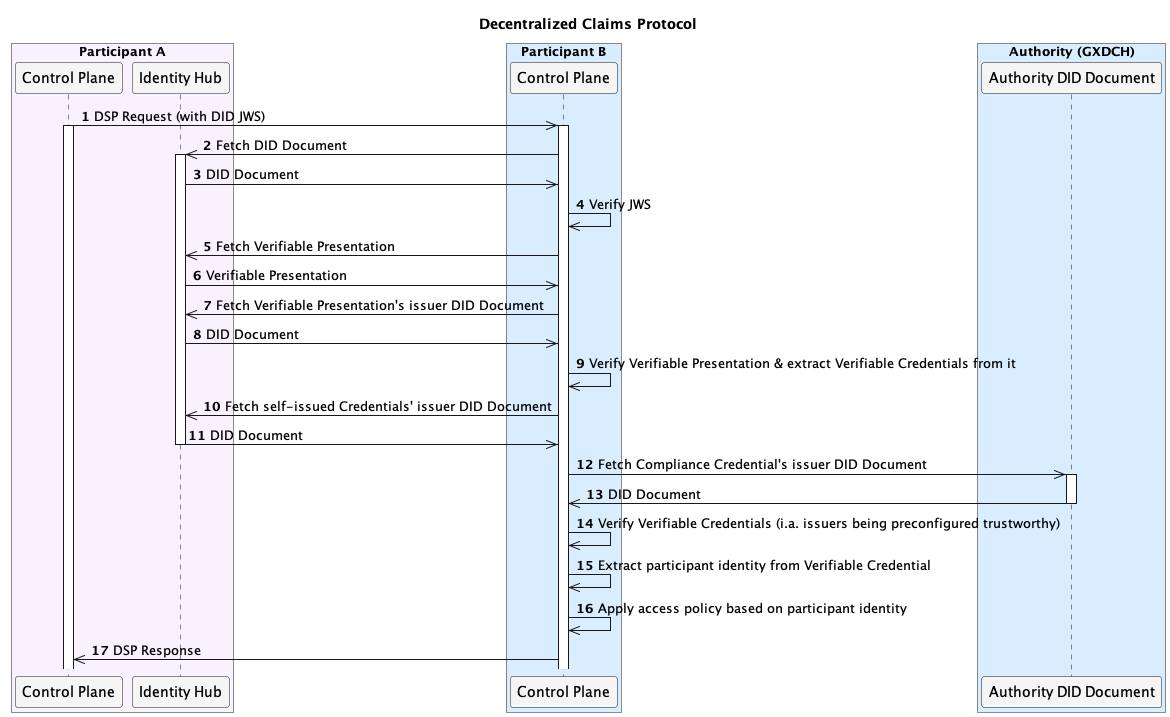 Decentralized Claims Protocol
Participant A
Participant B
Authority (GXDCH)
Control Plane
Identity Hub
Control Plane
Authority DID Document
1 DSP Request (with DID JWS)
2 Fetch DID Document
3 DID Document
4 Verify JWS
5 Fetch Verifiable Presentation
6 Verifiable Presentation
7 Fetch Verifiable Presentation's issuer DID Document
8 DID Document
9 Verify Verifiable Presentation & extract Verifiable Credentials from it
10 Fetch self-issued Credentials' issuer DID Document
11 DID Document
12 Fetch Compliance Credential's issuer DID Document
13 DID Document
14 Verify Verifiable Credentials (i.a. issuers being preconfigured trustworthy)
15 Extract participant identity from Verifiable Credential
16 Apply access policy based on participant identity
17 DSP Response
Control Plane
Identity Hub
Control Plane
Authority DID Document